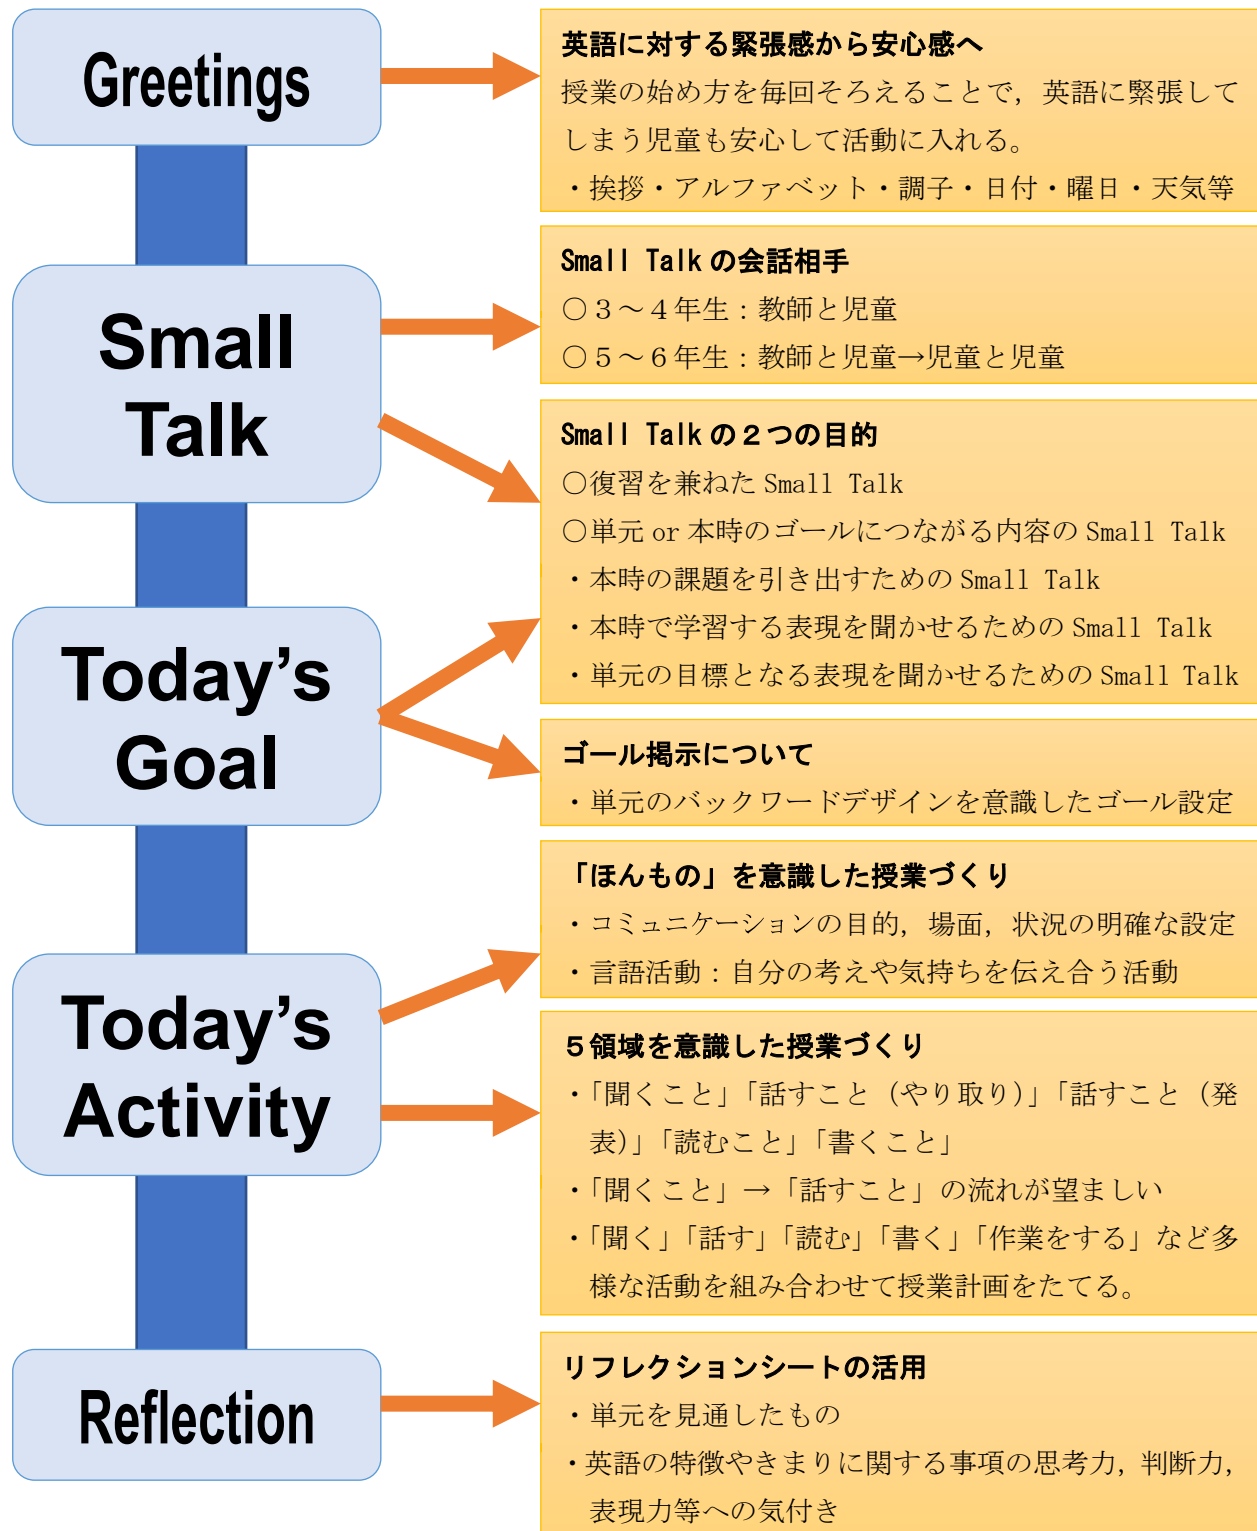 Greetings
英語に対する緊張感から安心感へ
授業の始め方を毎回そろえることで，英語に緊張して
しまう児童も安心して活動に入れる。
・挨拶・アルファベット・調子・日付・曜日・天気等
Small
Talk
Small Talk の会話相手
○３～４年生：教師と児童
○５～６年生：教師と児童→児童と児童
Small Talk の２つの目的
○復習を兼ねた Small Talk
○単元 or 本時のゴールにつながる内容の Small Talk
・本時の課題を引き出すための Small Talk
・本時で学習する表現を聞かせるための Small Talk
・単元の目標となる表現を聞かせるための Small Talk
Today’s
Goal
ゴール掲示について
・単元のバックワードデザインを意識したゴール設定
Today’s
Activity
「ほんもの」を意識した授業づくり
・コミュニケーションの目的，場面，状況の明確な設定
・言語活動：自分の考えや気持ちを伝え合う活動
５領域を意識した授業づくり
・「聞くこと」「話すこと（やり取り）」「話すこと（発
表）」「読むこと」「書くこと」
・「聞くこと」→「話すこと」の流れが望ましい
・「聞く」「話す」「読む」「書く」「作業をする」など多
様な活動を組み合わせて授業計画をたてる。
Reflection
リフレクションシートの活用
・単元を見通したもの
・英語の特徴やきまりに関する事項の思考力，判断力，
表現力等への気付き